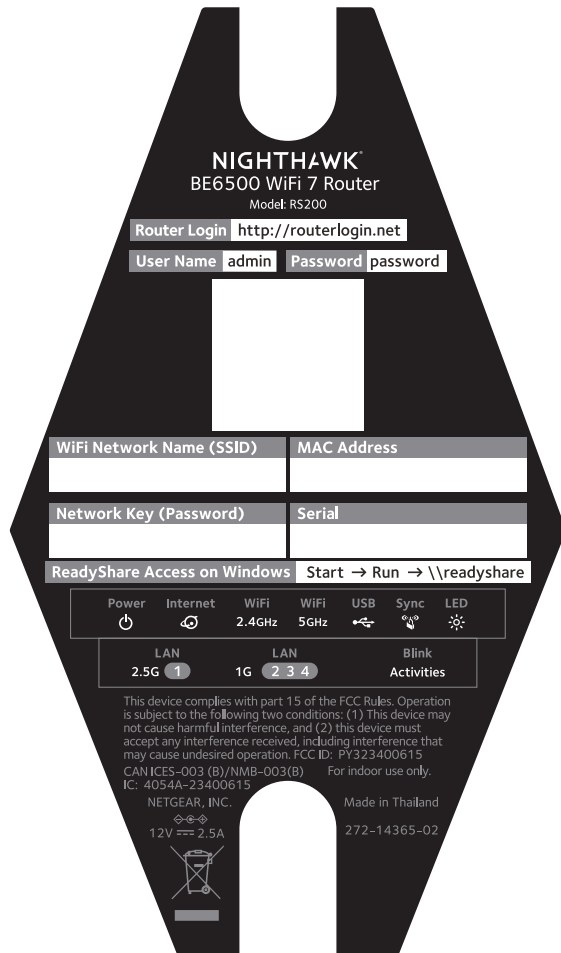 NIGHTHAWK®
BE6500 WiFi 7 Router
Model: RS200
Router Login http://routerlogin.net
User Name admin Password password
WiFi Network Name (SSID) MAC Address
Network Key (Password) Serial
ReadyShare Access on Windows Start → Run → \\readyshare
Power Internet WiFi WiFi USB Sync LED
2.4GHz 5GHz
LAN LAN Blink
2.5G 1 1G 2 3 4 Activities
This device complies with part 15 of the FCC Rules. Operation
is subject to the following two conditions: (1) This device may
not cause harmful interference, and (2) this device must
accept any interference received, including interference that
may cause undesired operation. FCC ID: PY323400615
CAN ICES-003 (B)/NMB-003(B) For indoor use only.
IC: 4054A-23400615
NETGEAR, INC. Made in Thailand
12V 2.5A 272-14365-02